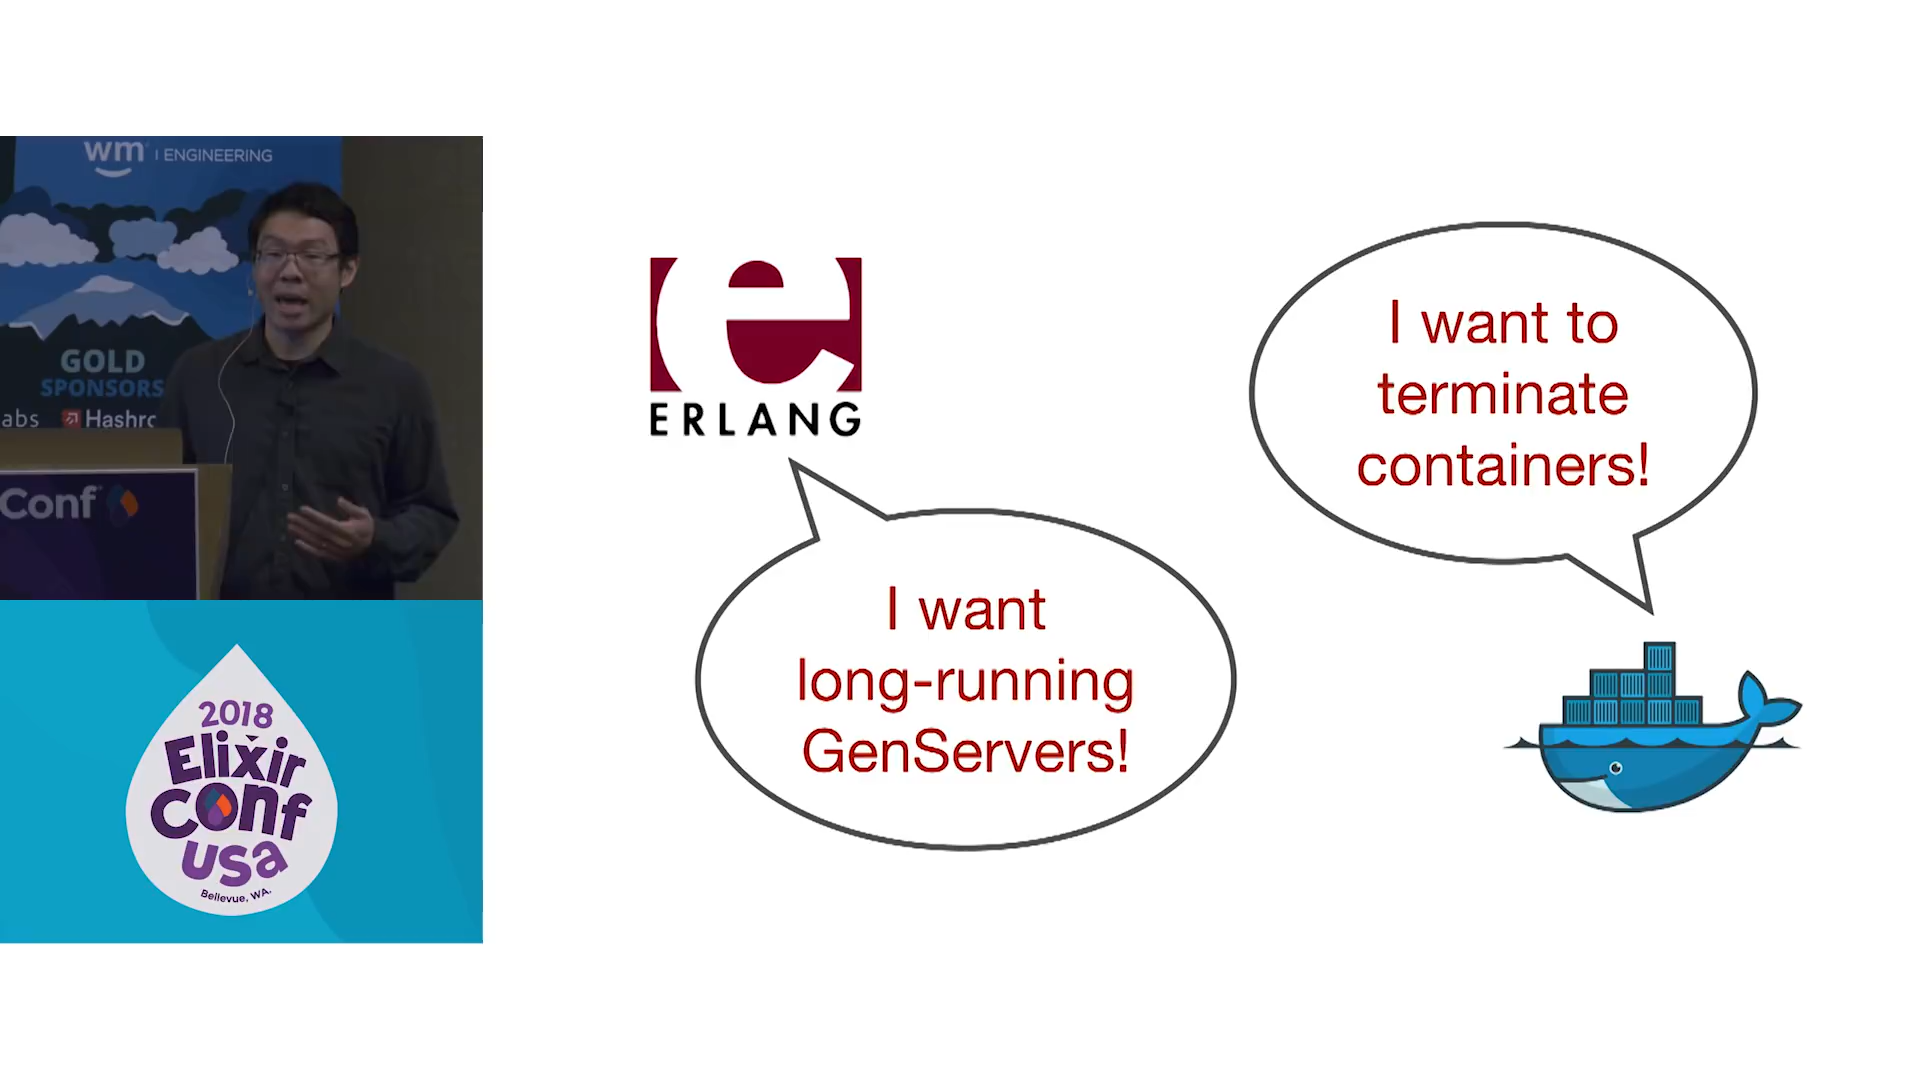 wm | ENGINEERING
GOLD
SPONSORS
abs Hashrc
Conf
2018
Elixir
Conf
USA
Bellevue, WA.
e
ERLANG
I want
long-running
GenServers!
I want to
terminate
containers!